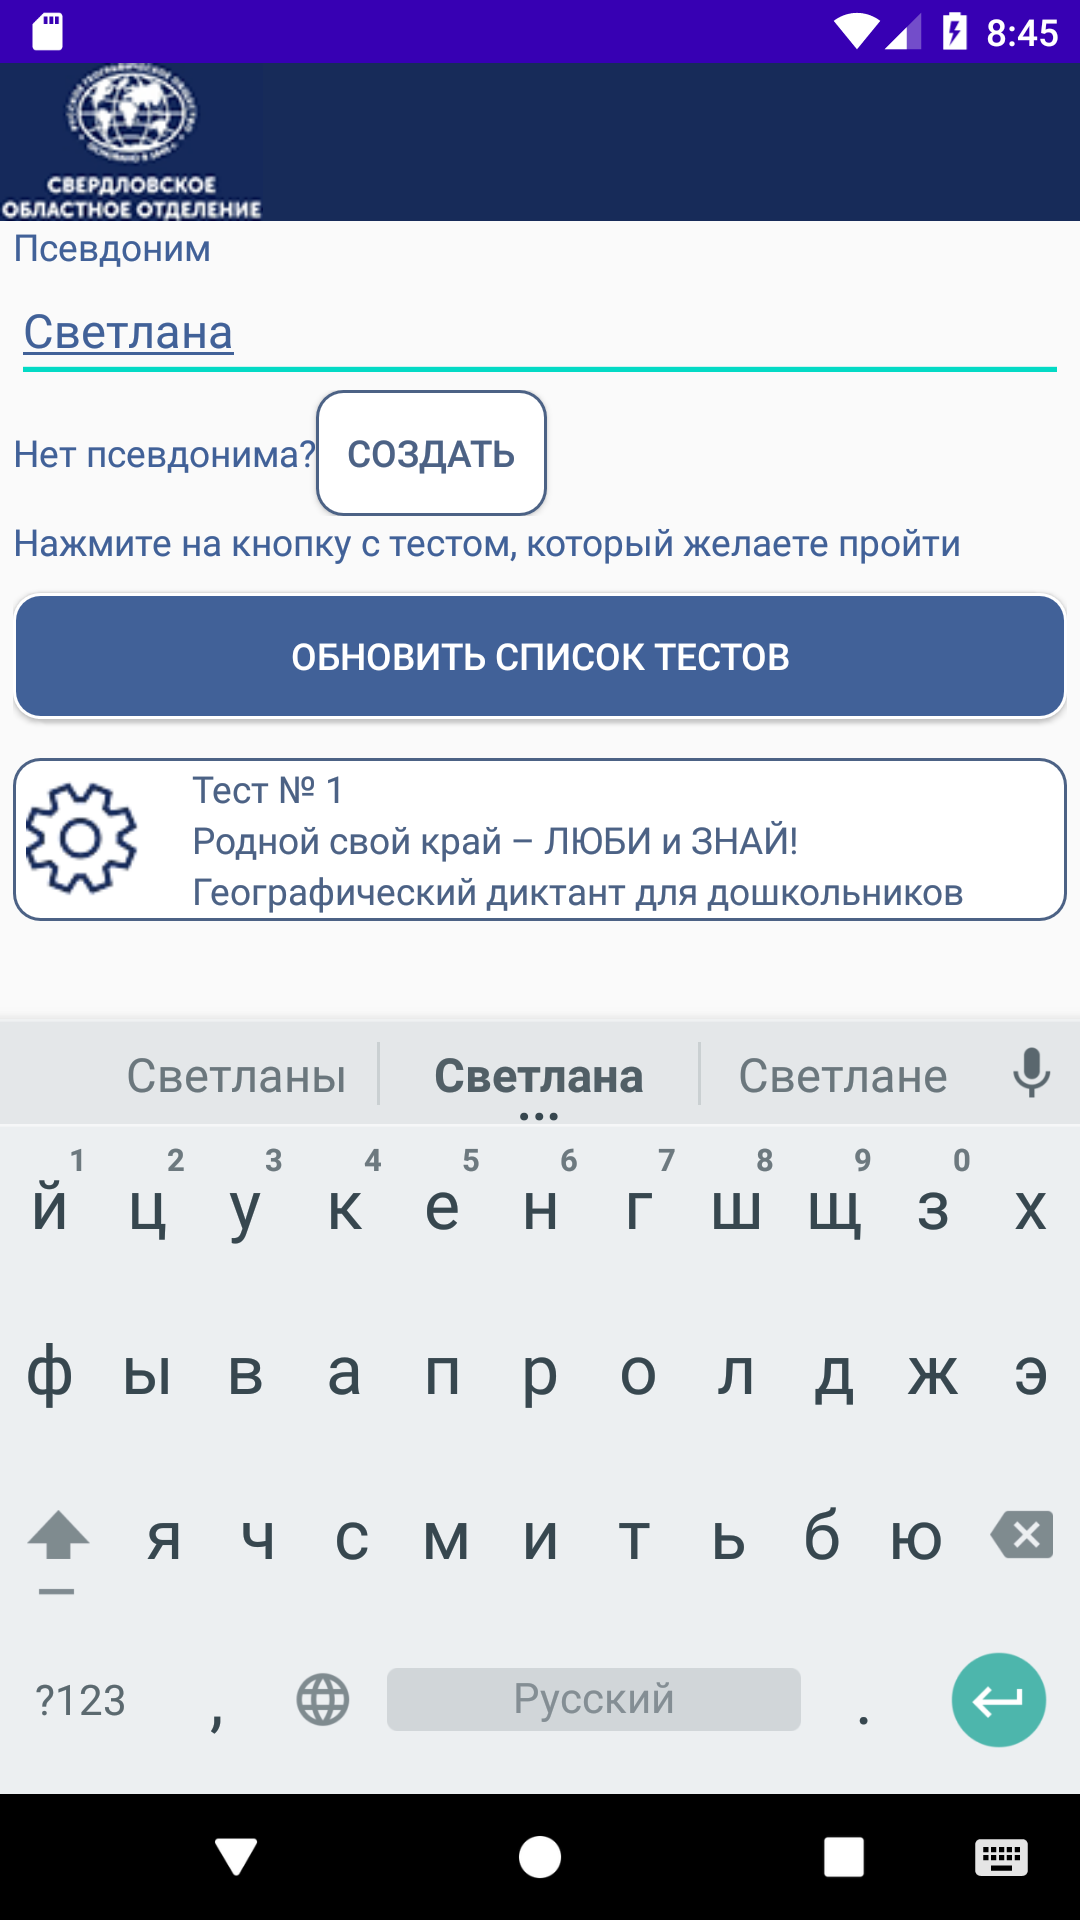 8:45
СВЕРДЛОВСКОЕ
ОБЛАСТНОЕ ОТДЕЛЕНИЕ
Псевдоним
Светлана
Нет псевдонима? СОЗДАТЬ
Нажмите на кнопку с тестом, который желаете пройти
ОБНОВИТЬ СПИСОК ТЕСТОВ
Тест № 1
Родной свой край – ЛЮБИ и ЗНАЙ!
Географический диктант для дошкольников
Светланы Светлана Светлане
1 2 3 4 5 6 7 8 9 0
й ц у к е н г ш щ з х
ф ы в а п р о л д ж э
я ч с м и т ь б ю
?123 , Русский .